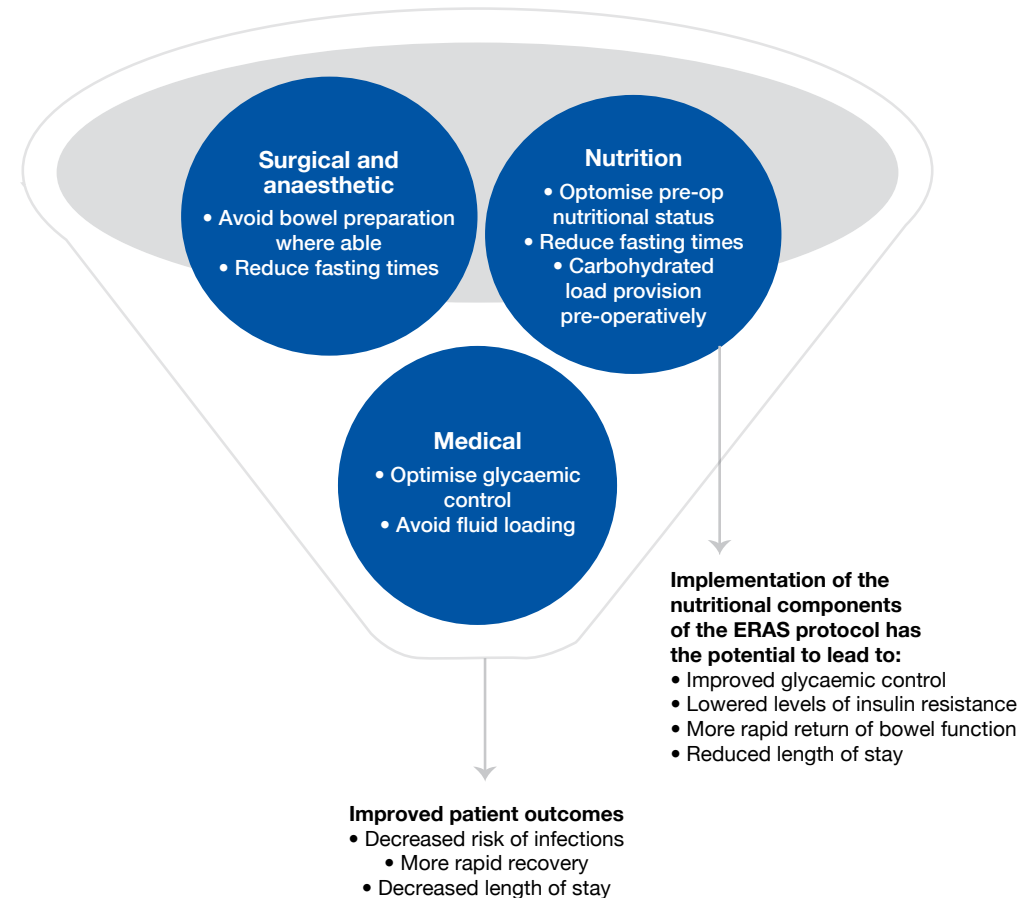 Surgical and
anaesthetic
• Avoid bowel preparation
where able
• Reduce fasting times
Nutrition
• Optomise pre-op
nutritional status
• Reduce fasting times
• Carbohydrated
load provision
pre-operatively
Medical
• Optimise glycaemic
control
• Avoid fluid loading
Implementation of the
nutritional components
of the ERAS protocol has
the potential to lead to:
• Improved glycaemic control
• Lowered levels of insulin resistance
• More rapid return of bowel function
• Reduced length of stay
Improved patient outcomes
• Decreased risk of infections
• More rapid recovery
• Decreased length of stay